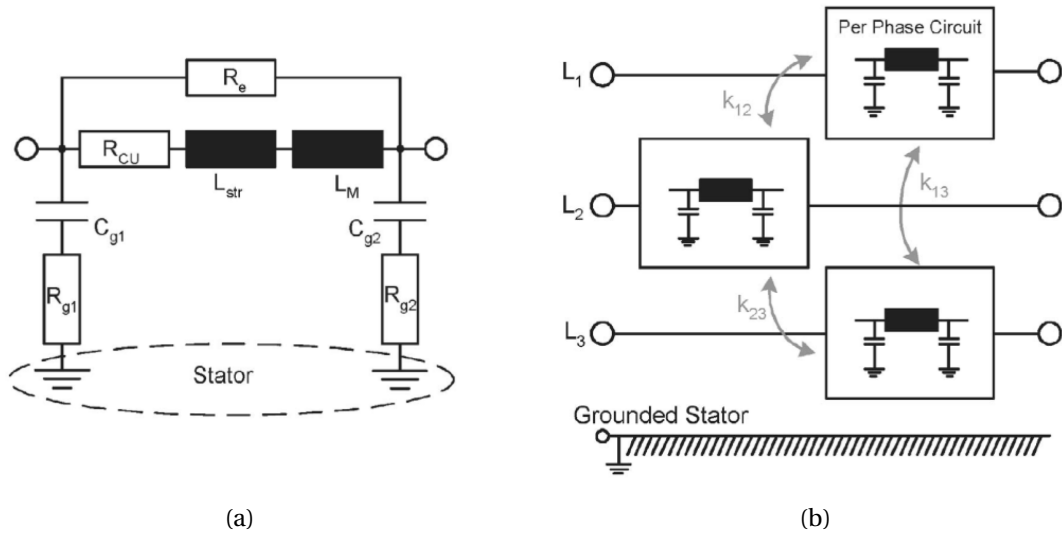 R_e
R_CU
L_str
L_M
C_g1
C_g2
R_g1
R_g2
Stator
(a)
Per Phase Circuit
L_1
k_12
L_2
k_13
k_23
L_3
Grounded Stator
(b)